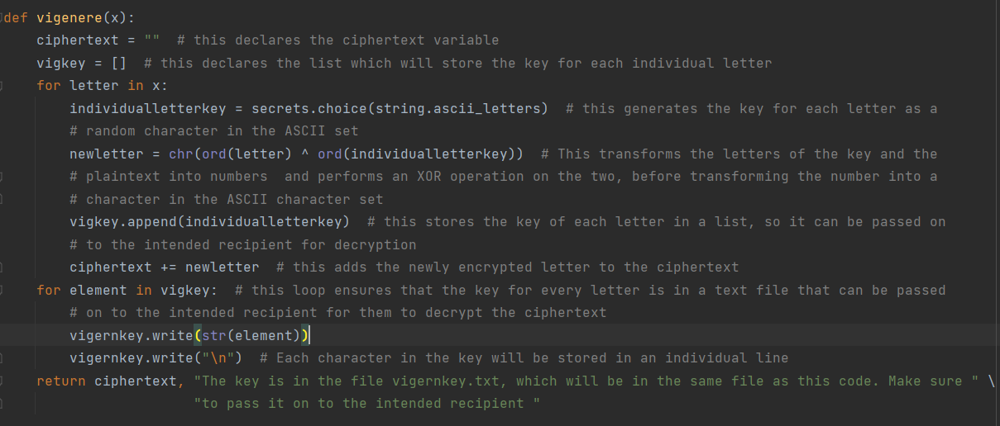 def vigenere(x):
    ciphertext = ""  # this declares the ciphertext variable
    vigkey = []  # this declares the list which will store the key for each individual letter
    for letter in x:
        individualletterkey = secrets.choice(string.ascii_letters)  # this generates the key for each letter as a
        # random character in the ASCII set
        newletter = chr(ord(letter) ^ ord(individualletterkey))  # This transforms the letters of the key and the
        # plaintext into numbers  and performs an XOR operation on the two, before transforming the number into a
        # character in the ASCII character set
        vigkey.append(individualletterkey)  # this stores the key of each letter in a list, so it can be passed on
        # to the intended recipient for decryption
        ciphertext += newletter  # this adds the newly encrypted letter to the ciphertext
    for element in vigkey:  # this loop ensures that the key for every letter is in a text file that can be passed
        # on to the intended recipient for them to decrypt the ciphertext
        vigernkey.write(str(element))
        vigernkey.write("\n")  # Each character in the key will be stored in an individual line
    return ciphertext, "The key is in the file vigernkey.txt, which will be in the same file as this code. Make sure " \
                       "to pass it on to the intended recipient "